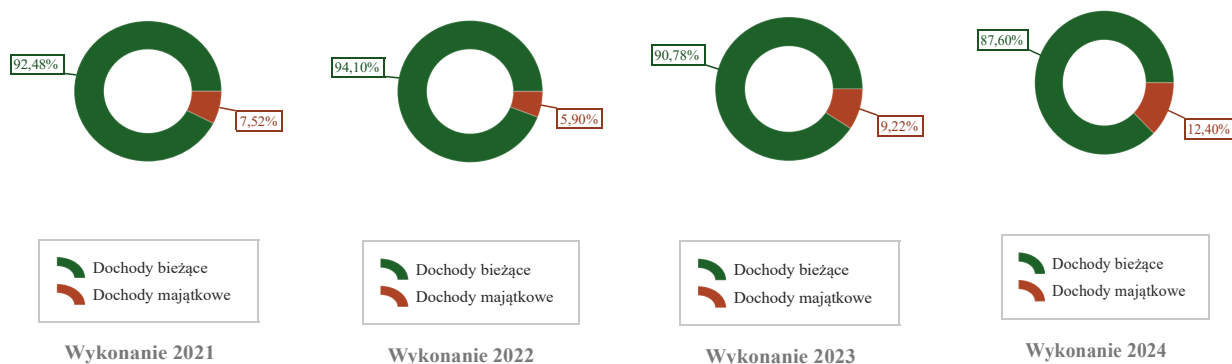 92,48%
7,52%
Dochody bieżące
Dochody majątkowe
Wykonanie 2021
94,10%
5,90%
Dochody bieżące
Dochody majątkowe
Wykonanie 2022
90,78%
9,22%
Dochody bieżące
Dochody majątkowe
Wykonanie 2023
87,60%
12,40%
Dochody bieżące
Dochody majątkowe
Wykonanie 2024